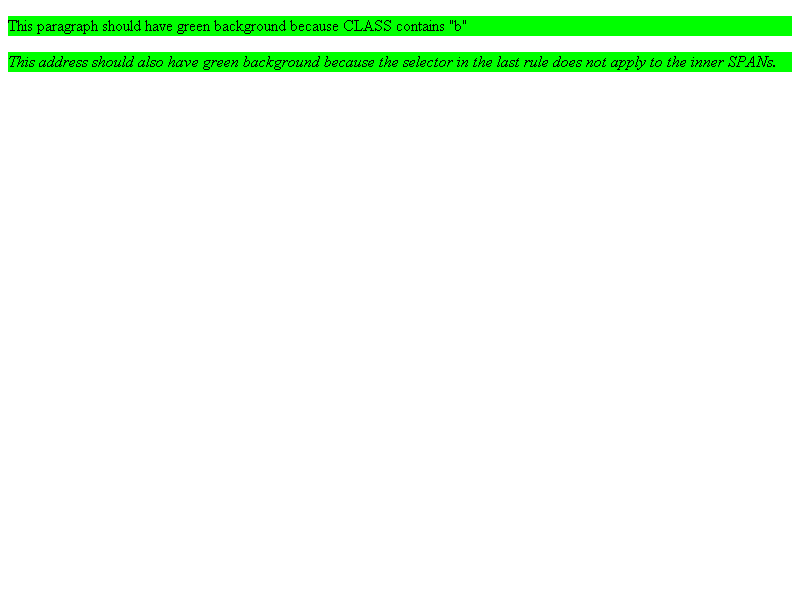 This paragraph should have green background because CLASS contains "b"
This address should also have green background because the selector in the last rule does not apply to the inner SPANs.